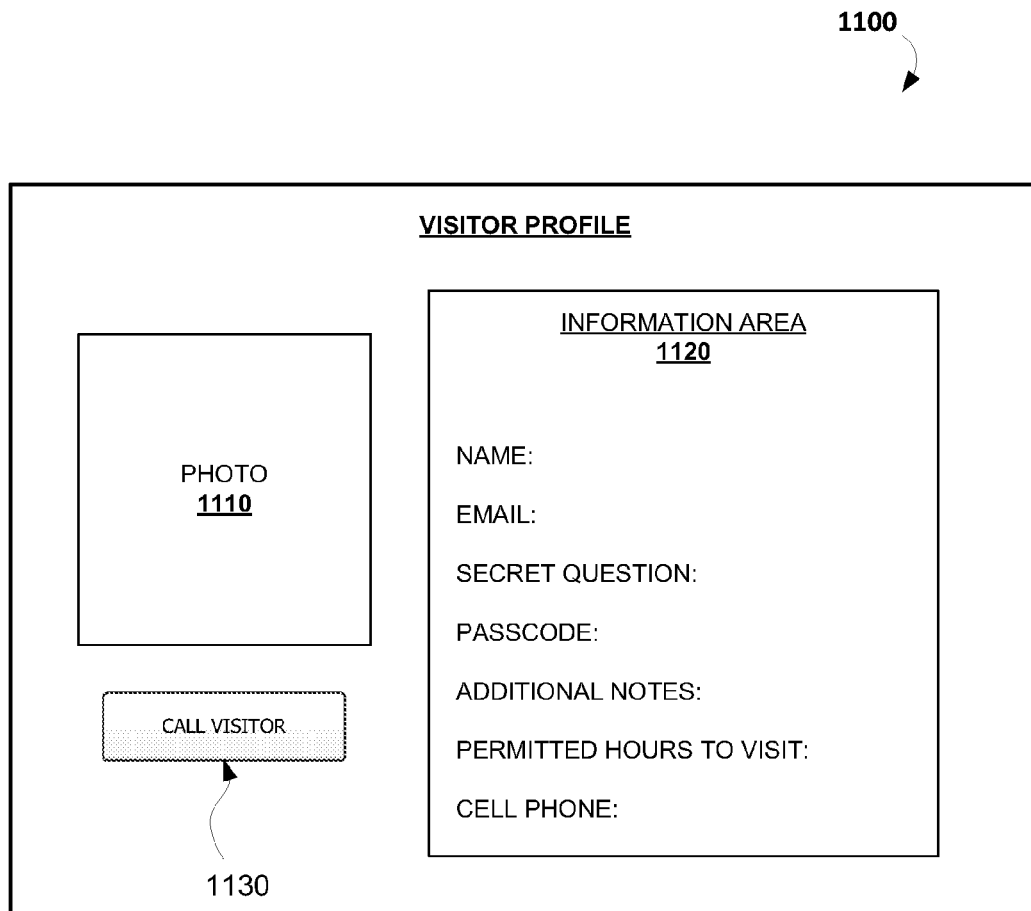 1100
VISITOR PROFILE
PHOTO
1110
CALL VISITOR
1130
INFORMATION AREA
1120
NAME:
EMAIL:
SECRET QUESTION:
PASSCODE:
ADDITIONAL NOTES:
PERMITTED HOURS TO VISIT:
CELL PHONE: